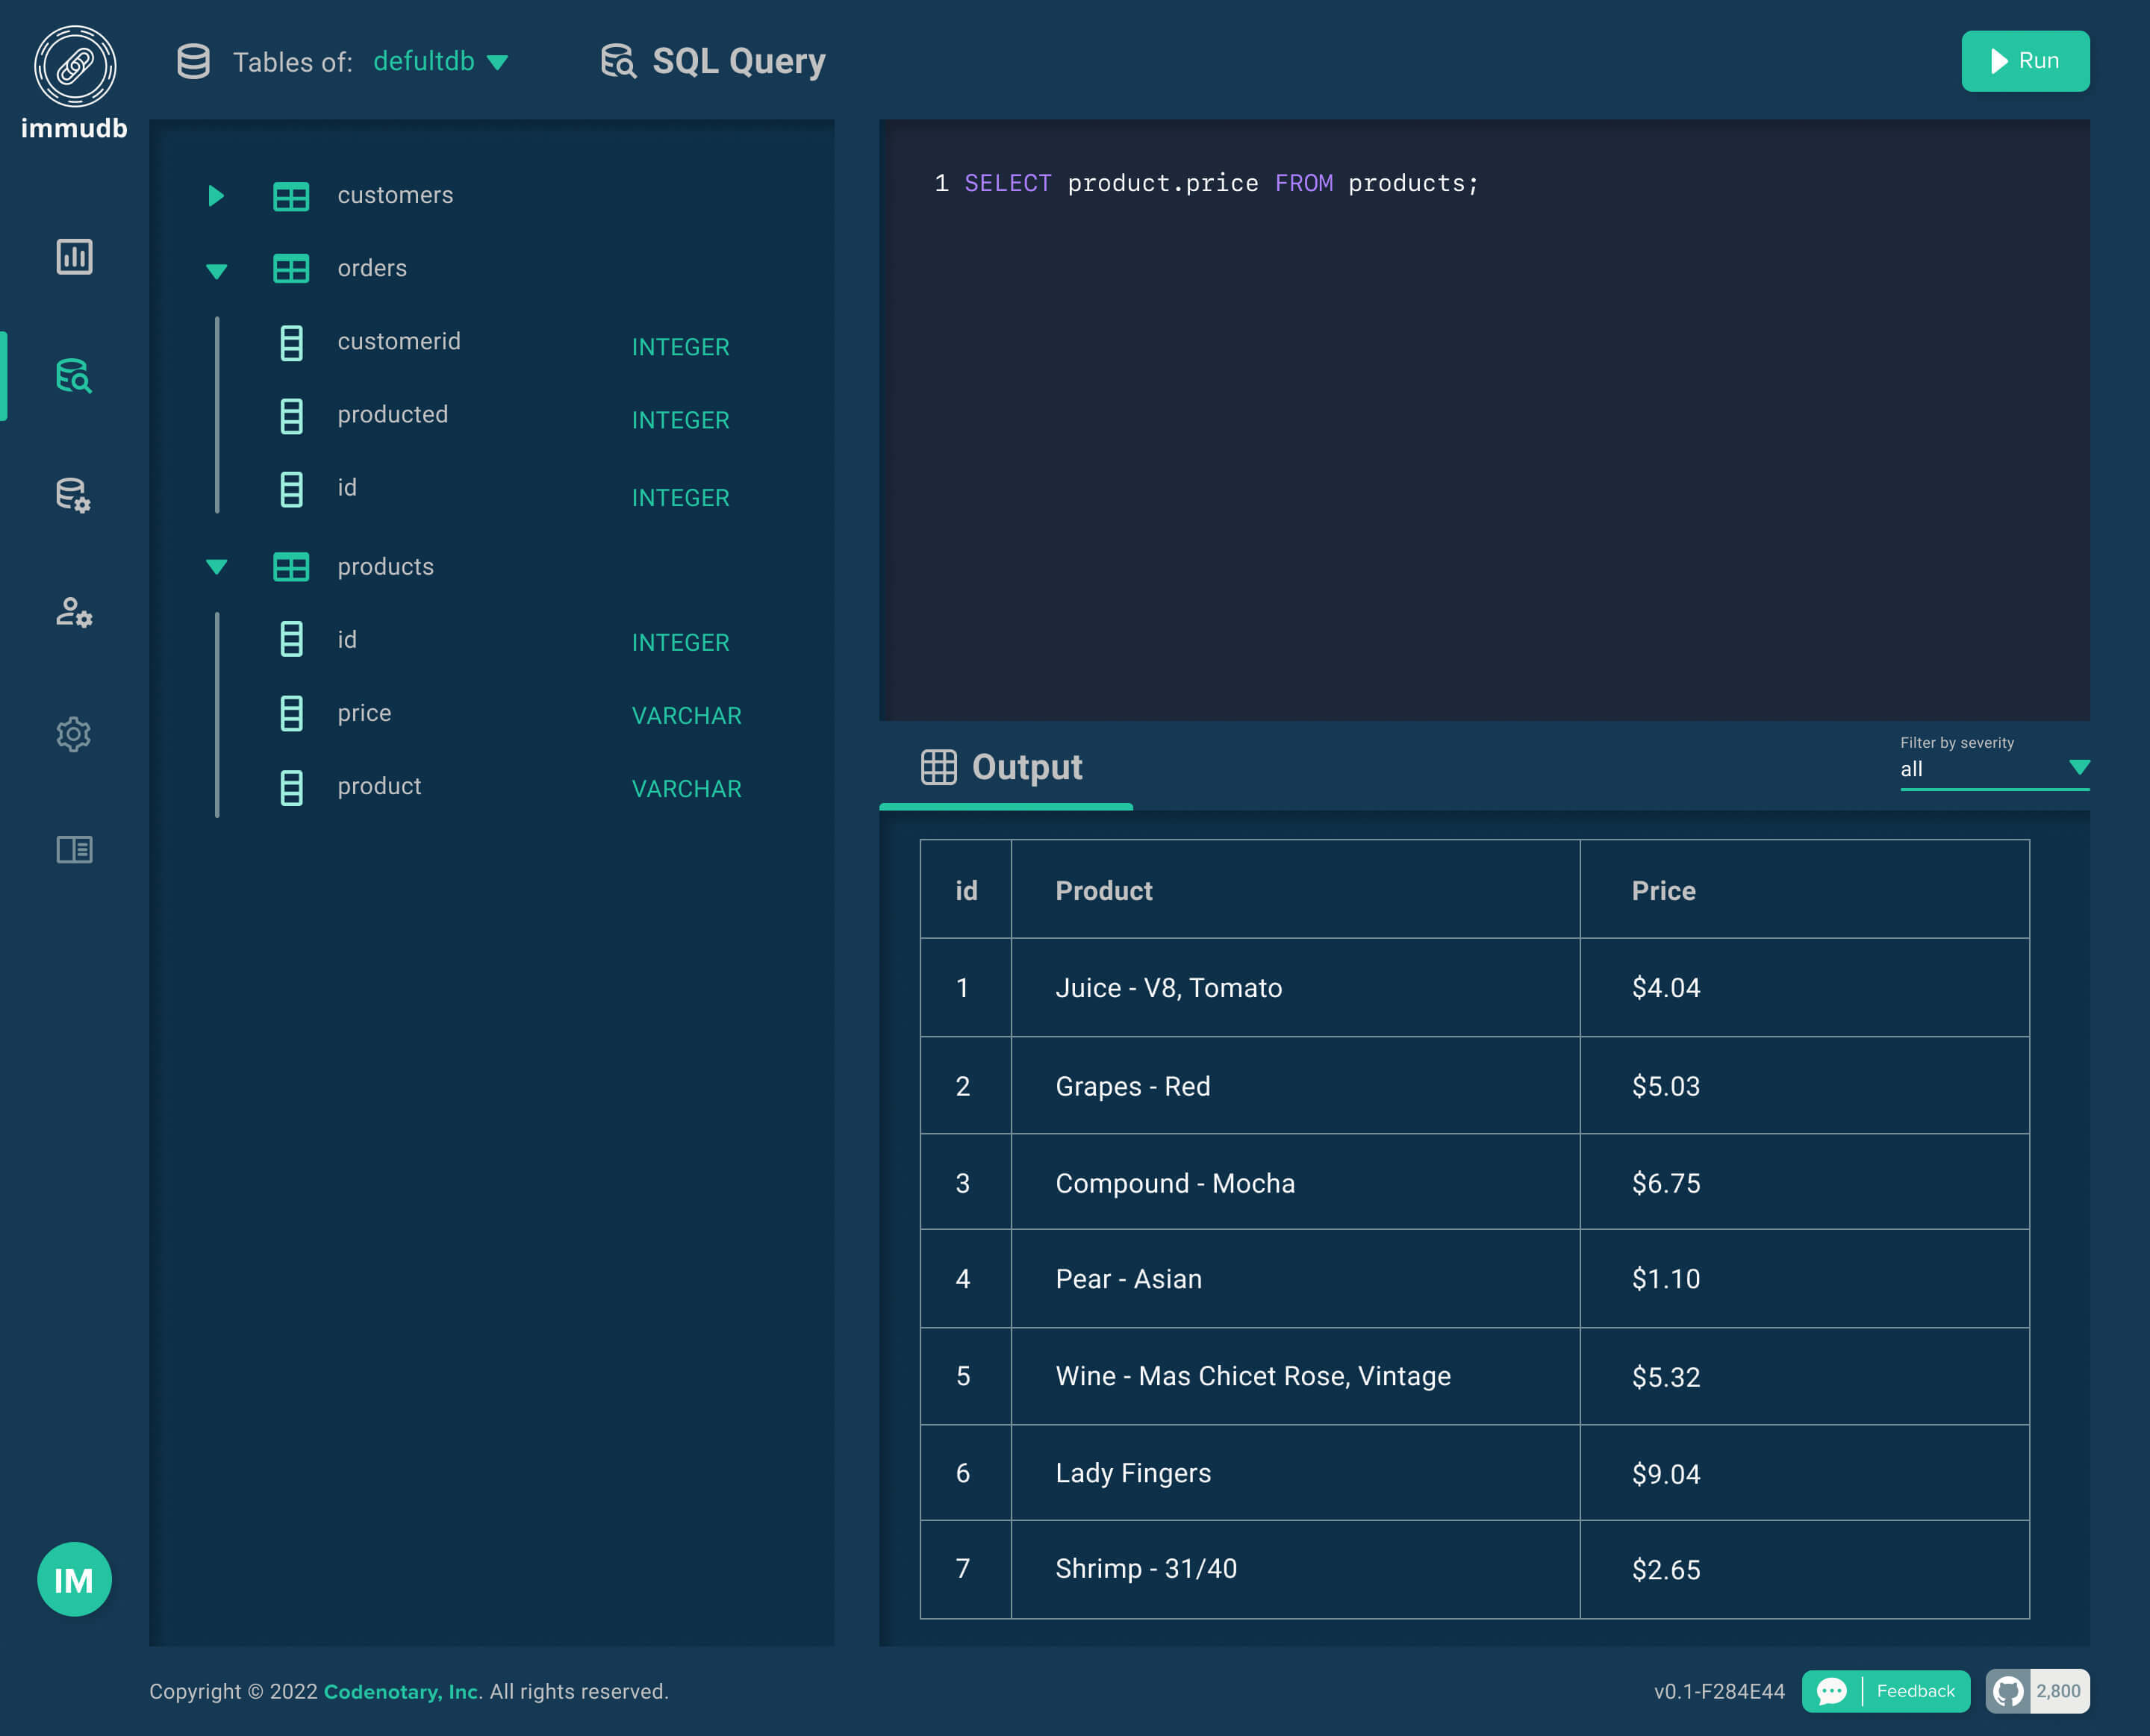 immudb
Tables of: defultdb
SQL Query
Run
customers
orders
customerid INTEGER
producted INTEGER
id INTEGER
products
id INTEGER
price VARCHAR
product VARCHAR
1 SELECT product.price FROM products;
Output
Filter by severity
all
id Product Price
1 Juice - V8, Tomato $4.04
2 Grapes - Red $5.03
3 Compound - Mocha $6.75
4 Pear - Asian $1.10
5 Wine - Mas Chicet Rose, Vintage $5.32
6 Lady Fingers $9.04
7 Shrimp - 31/40 $2.65
IM
Copyright © 2022 Codenotary, Inc. All rights reserved.
v0.1-F284E44
Feedback
2,800